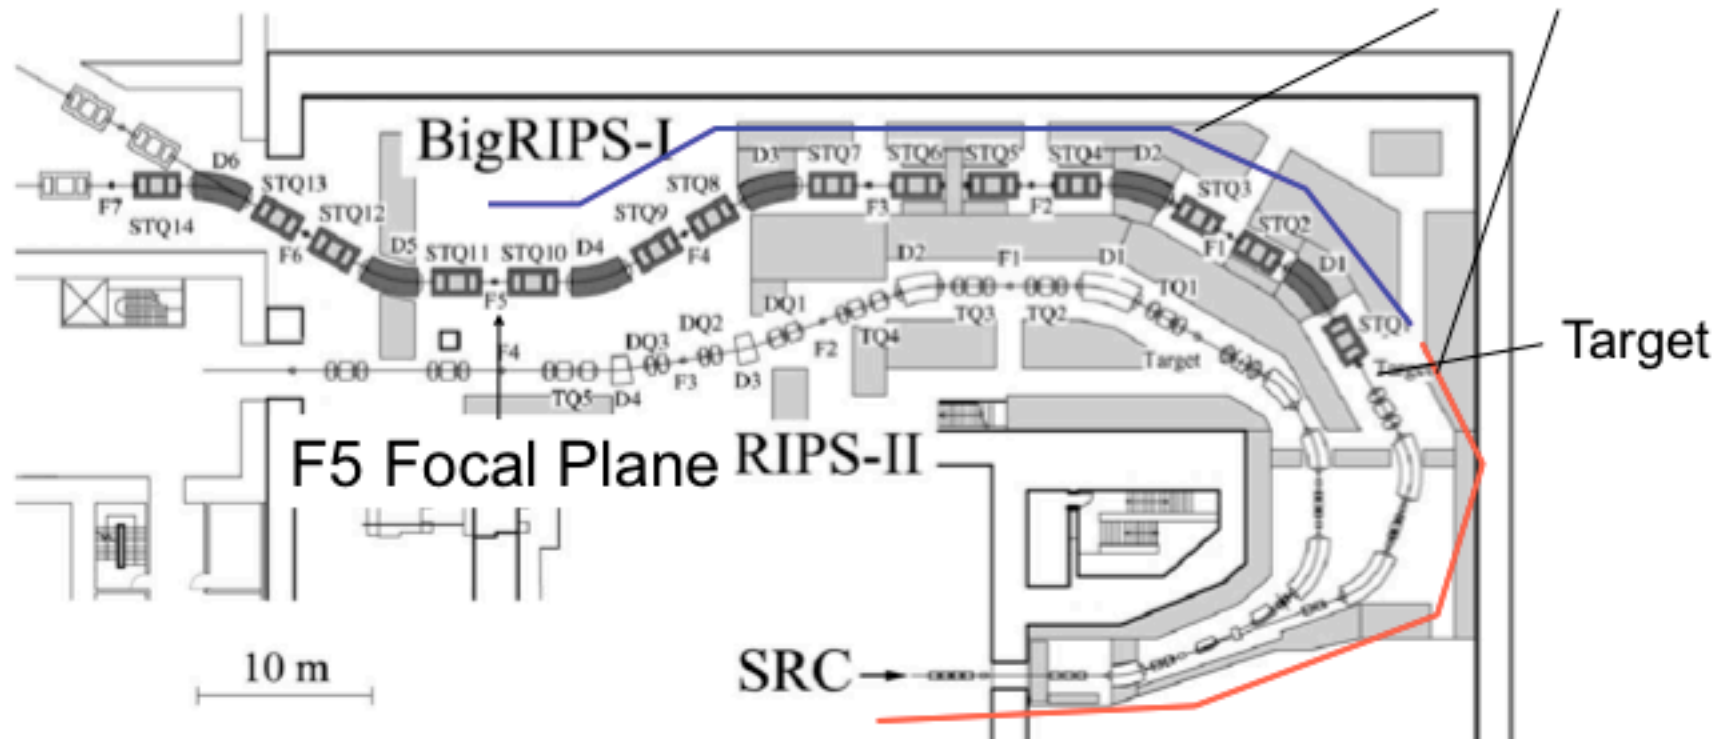 BigRIPS-I
D6
STQ13
STQ12
F7
STQ14
F6
D5
STQ11
STQ10
D4
F5
STQ9
STQ8
F4
D3
STQ7
STQ6
STQ5
STQ4
D2
F3
F2
STQ3
STQ2
F1
D1
STQ1
Target
Target
D2
F1
D1
TQ1
DQ1
DQ2
DQ3
TQ4
TQ3
TQ2
F2
D3
F3
F4
TQ5
D4
Target
F5 Focal Plane
RIPS-II
10 m
SRC